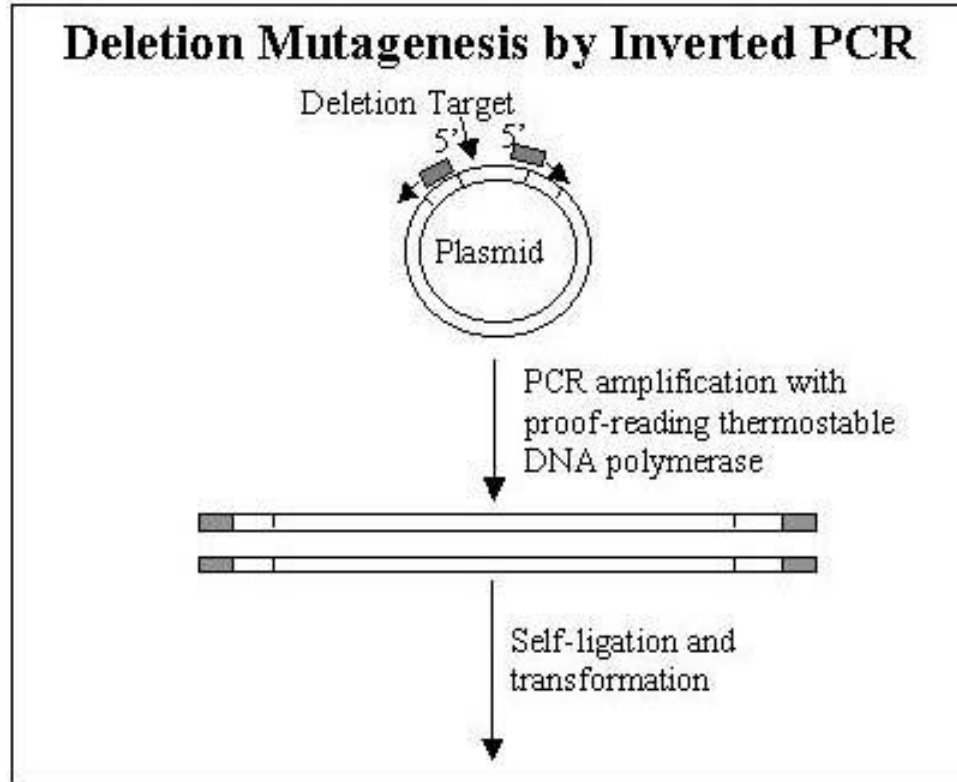 Deletion Mutagenesis by Inverted PCR
Deletion Target
5’ 5’
Plasmid
PCR amplification with
proof-reading thermostable
DNA polymerase
Self-ligation and
transformation